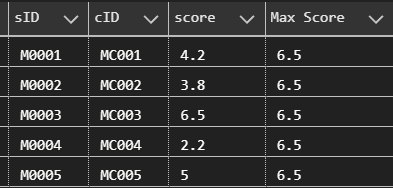 sID cID score Max Score
M0001 MC001 4.2 6.5
M0002 MC002 3.8 6.5
M0003 MC003 6.5 6.5
M0004 MC004 2.2 6.5
M0005 MC005 5 6.5